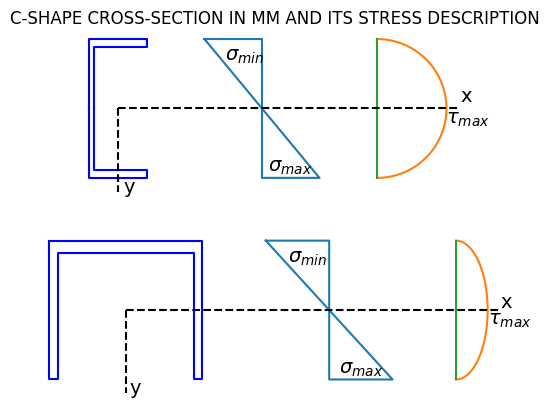 C-SHAPE CROSS-SECTION IN MM AND ITS STRESS DESCRIPTION
σmin
x
τmax
σmax
y
σmin
x
τmax
σmax
y